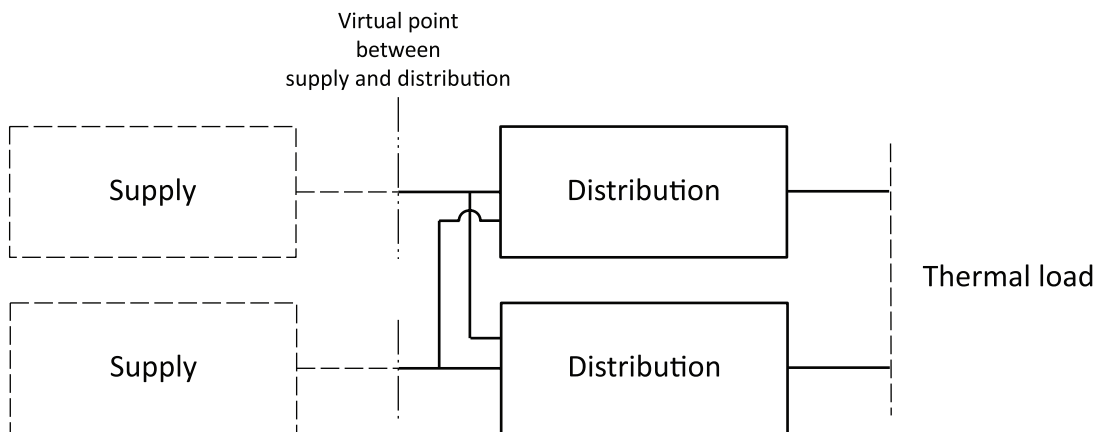 Virtual point
between
supply and distribution
Supply
Distribution
Thermal load
Supply
Distribution